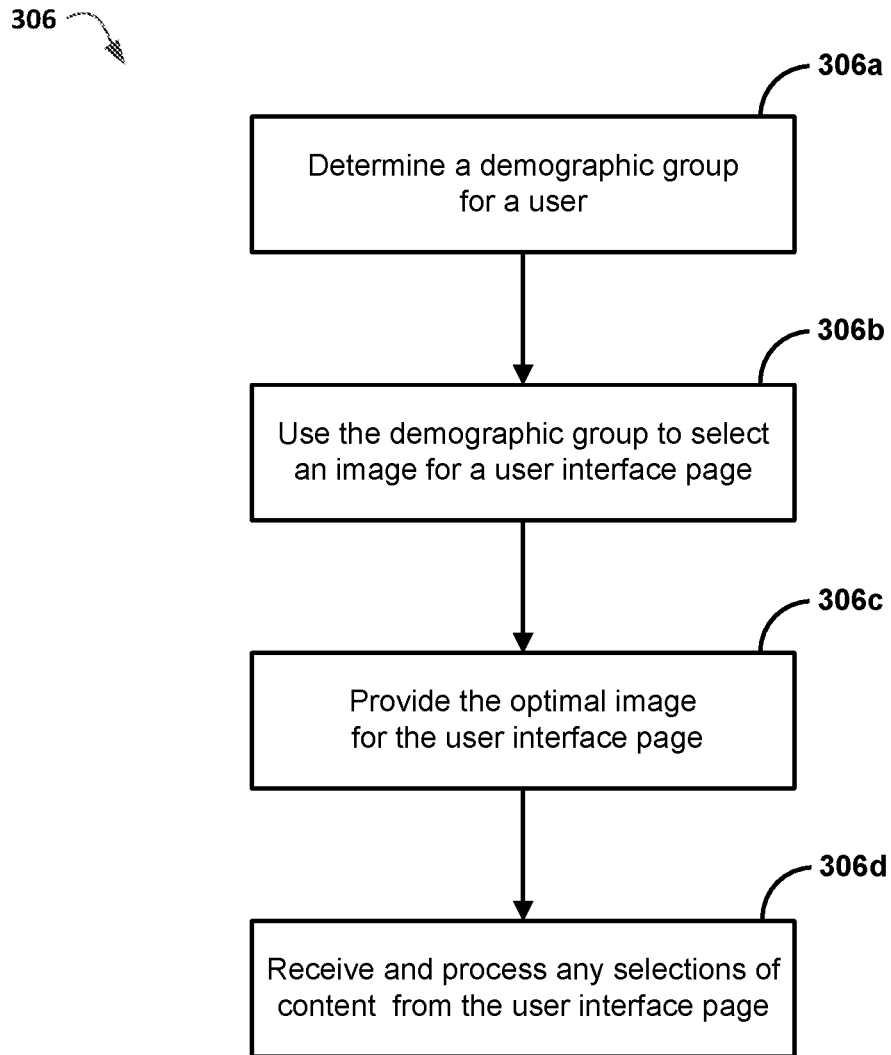 306
306a
Determine a demographic group
for a user
306b
Use the demographic group to select
an image for a user interface page
306c
Provide the optimal image
for the user interface page
306d
Receive and process any selections of
content from the user interface page